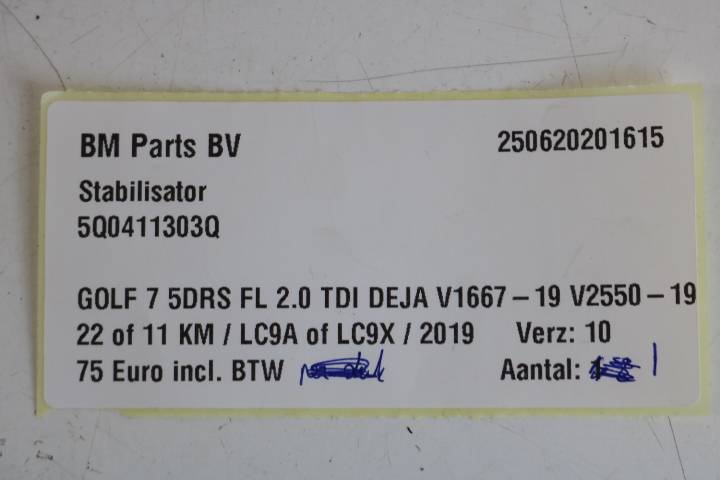 BM Parts BV 250620201615
Stabilisator
5Q0411303Q
GOLF 7 5DRS FL 2.0 TDI DEJA V1667 – 19 V2550 – 19
22 of 11 KM / LC9A of LC9X / 2019 Verz: 10
75 Euro incl. BTW Aantal: 1